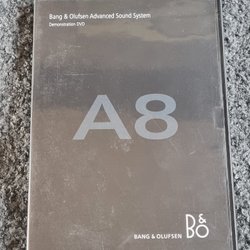 Bang & Olufsen Advanced Sound System
Demonstration DVD
A8
BANG & OLUFSEN
B&O